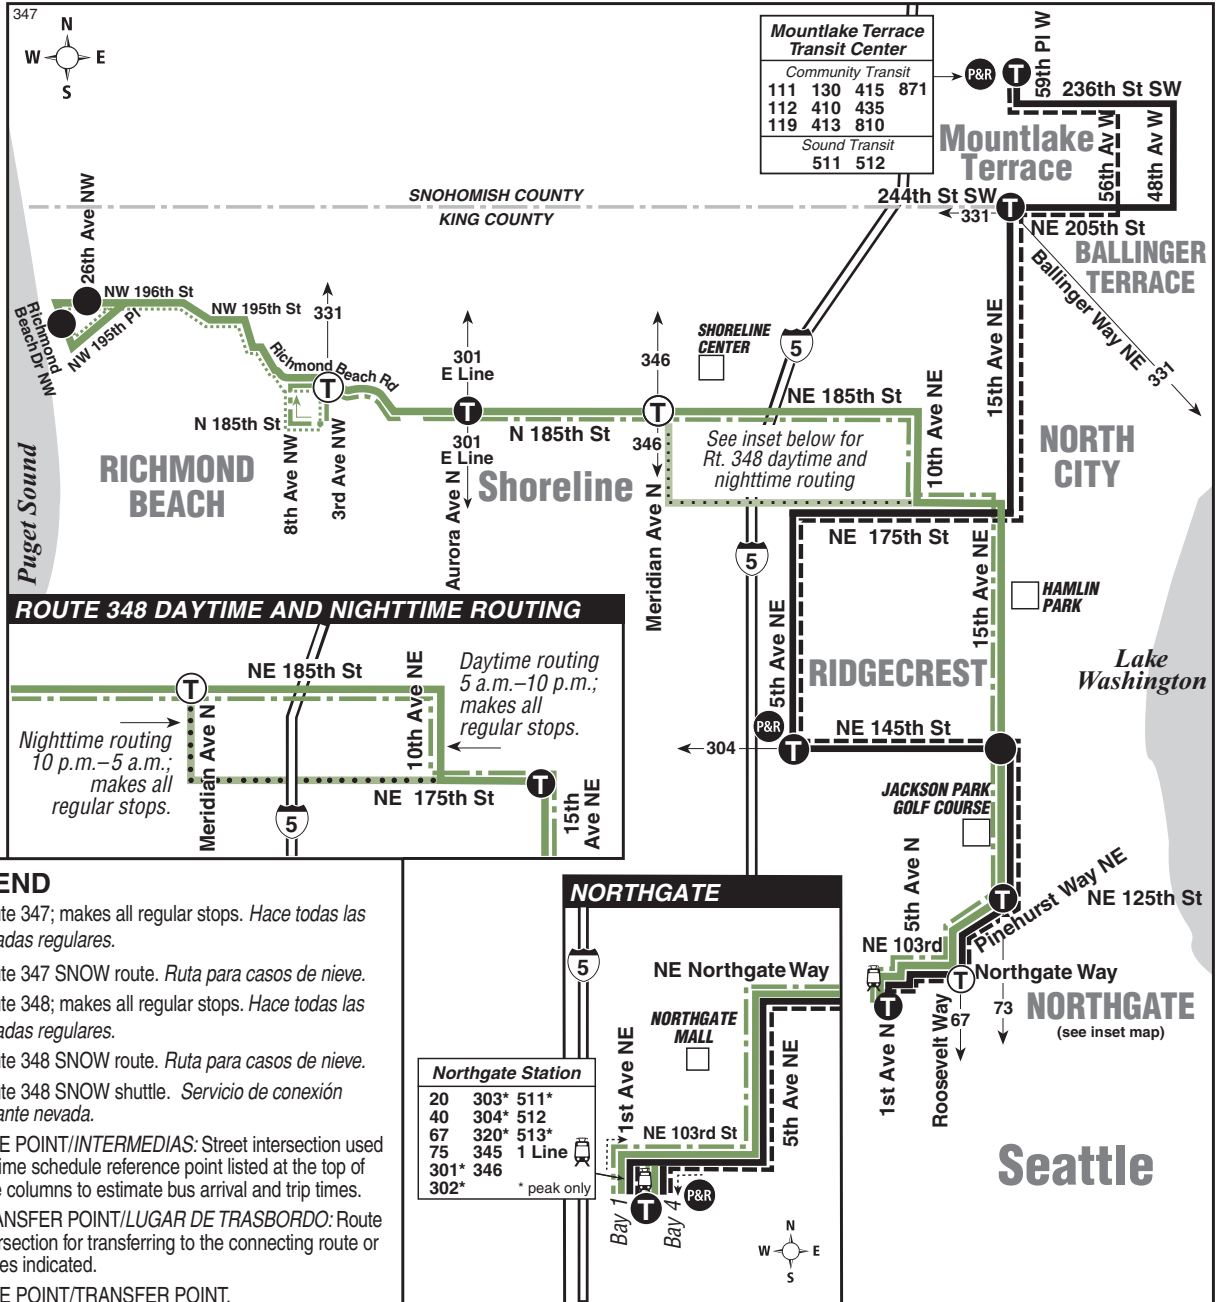 347
N
W E
S
Mountlake Terrace
Transit Center
Community Transit
111 130 415 871
112 410 435
119 413 810
Sound Transit
511 512
P&R
T
59th Pl W
236th St SW
Mountlake
Terrace
56th Av W
48th Av W
SNOHOMISH COUNTY
KING COUNTY
244th St SW
331
T
NE 205th St
BALLINGER
TERRACE
Ballinger Way NE
331
26th Ave NW
NW 196th St
Richmond
Beach Dr NW
NW 195th Pl
NW 195th St
331
Richmond Beach Rd
T
N 185th St
8th Ave NW
3rd Ave NW
RICHMOND
BEACH
Puget Sound
301
E Line
T
301
E Line
Aurora Ave N
N 185th St
Shoreline
346
T
346
Meridian Ave N
SHORELINE
CENTER
5
NE 185th St
See inset below for
Rt. 348 daytime and
nighttime routing
10th Ave NE
15th Ave NE
NORTH
CITY
NE 175th St
5
15th Ave NE
HAMLIN
PARK
5th Ave NE
RIDGECREST
Lake
Washington
P&R
304
T
NE 145th St
JACKSON PARK
GOLF COURSE
5th Ave N
T
Pinehurst Way NE
NE 125th St
NE 103rd
T
Northgate Way
T
1st Ave N
Roosevelt Way
67
73
NORTHGATE
(see inset map)
Seattle
ROUTE 348 DAYTIME AND NIGHTTIME ROUTING
NE 185th St
T
Nighttime routing
10 p.m.–5 a.m.;
makes all
regular stops.
Meridian Ave N
5
10th Ave NE
Daytime routing
5 a.m.–10 p.m.;
makes all
regular stops.
NE 175th St
T
15th
Ave NE
END
te 347; makes all regular stops. Hace todas las
adas regulares.
te 347 SNOW route. Ruta para casos de nieve.
te 348; makes all regular stops. Hace todas las
adas regulares.
te 348 SNOW route. Ruta para casos de nieve.
te 348 SNOW shuttle. Servicio de conexión
ante nevada.
E POINT/INTERMEDIAS: Street intersection used
ime schedule reference point listed at the top of
e columns to estimate bus arrival and trip times.
ANSFER POINT/LUGAR DE TRASBORDO: Route
rsection for transferring to the connecting route or
es indicated.
E POINT/TRANSFER POINT.
NORTHGATE
5
NE Northgate Way
NORTHGATE
MALL
1st Ave NE
5th Ave NE
NE 103rd St
Northgate Station
20 303* 511*
40 304* 512
67 320* 513*
75 345 1 Line
301* 346
302* * peak only
Bay 1
T
Bay 4
P&R
N
W E
S